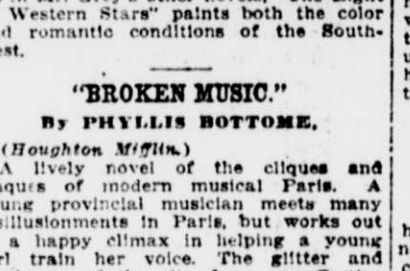 Western Stars" paints both the color
romantic conditions of the South-
"BROKEN MUSIC."
By PHYLLIS BOTTOME.
(Houghton Mifflin.)
A lively novel of the cliques and
of modern musical Paris. A
provincial musician meets many
in Paris, but works out
a happy climax in helping a young
train her voice. The glitter and